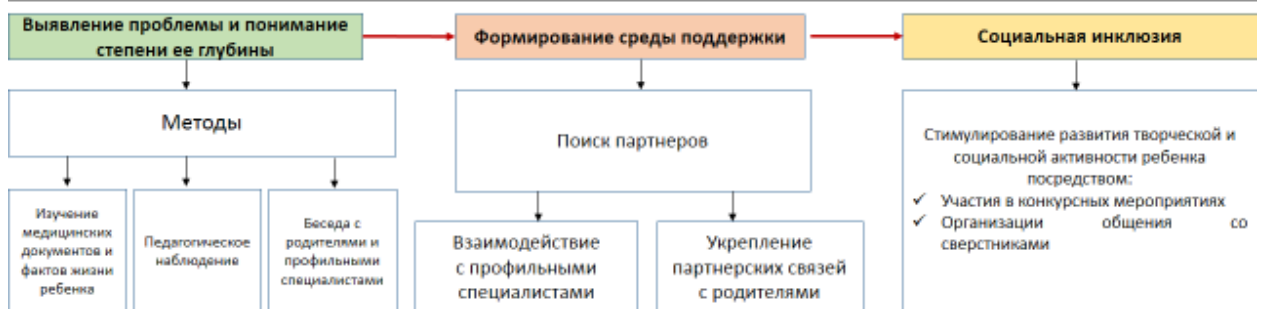 Выявление проблемы и понимание
степени ее глубины
Формирование среды поддержки
Социальная инклюзия
Методы
Поиск партнеров
Стимулирование развития творческой и
социальной активности ребенка
посредством:
✓ Участия в конкурсных мероприятиях
✓ Организации общения со
сверстниками
Изучение
медицинских
документов и
фактов жизни
ребенка
Педагогическое
наблюдение
Беседа с
родителями и
профильными
специалистами
Взаимодействие
с профильными
специалистами
Укрепление
партнерских связей
с родителями